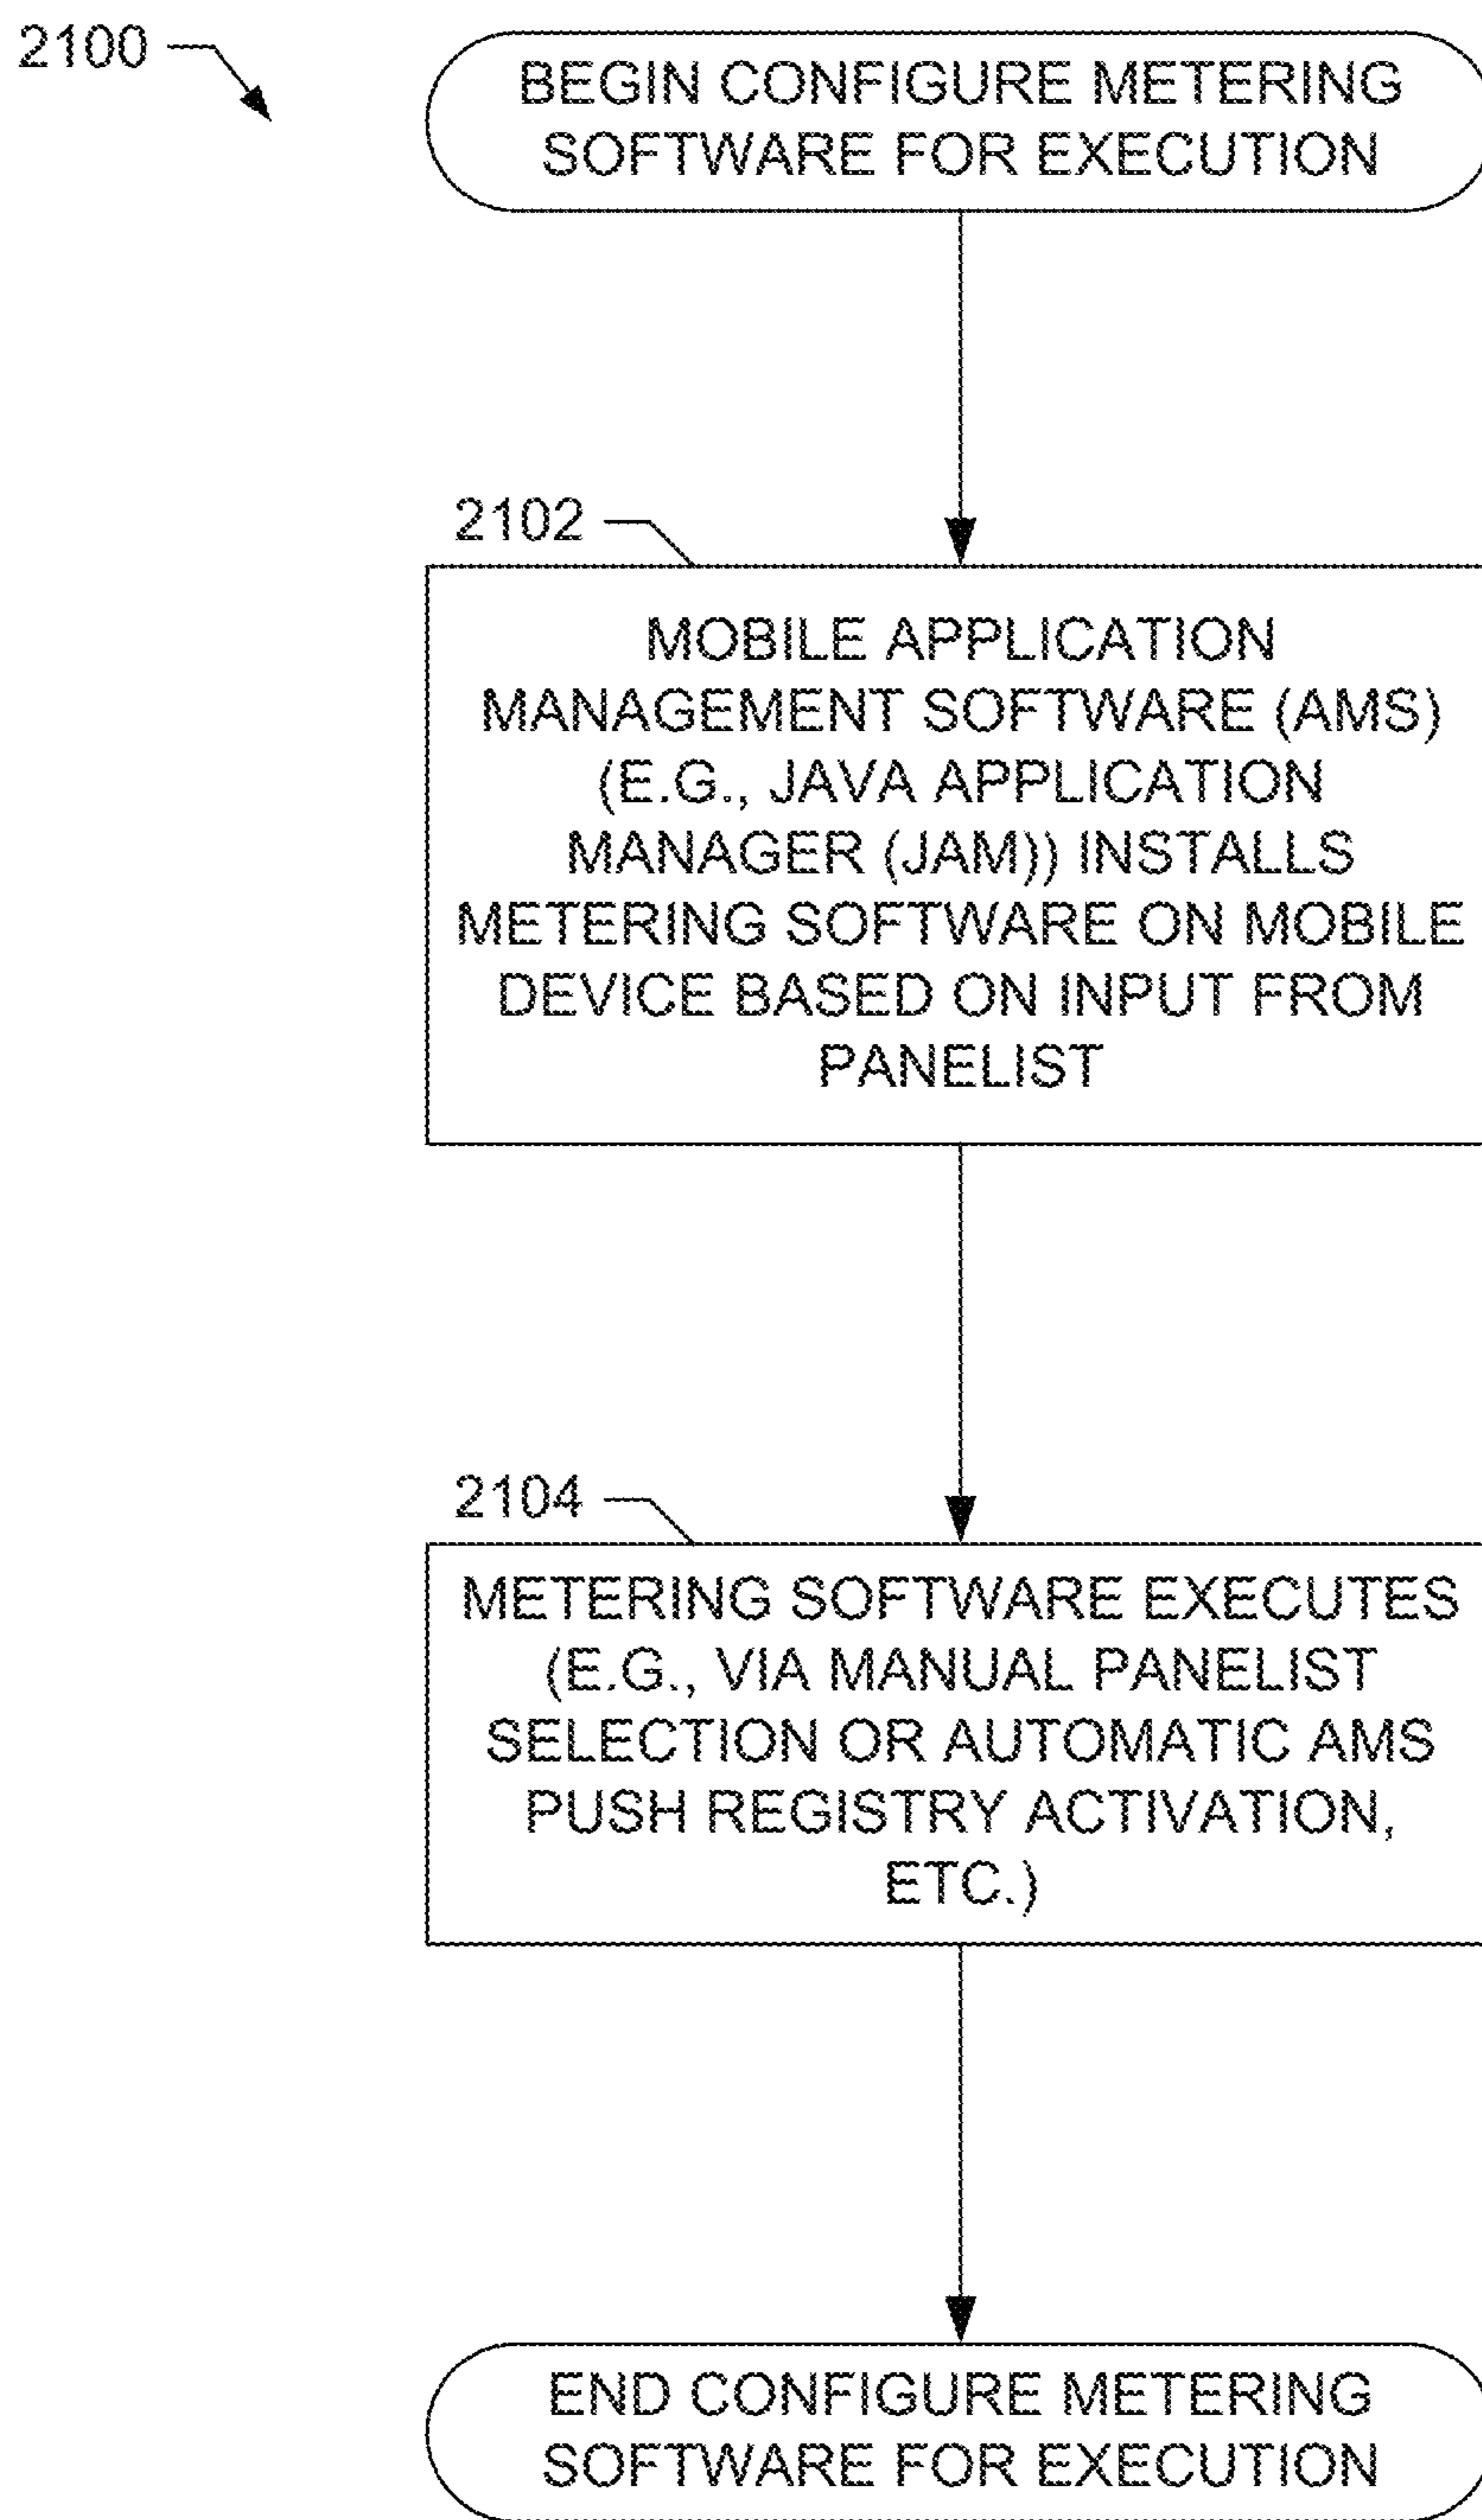 2100
BEGIN CONFIGURE METERING
SOFTWARE FOR EXECUTION
2102
MOBILE APPLICATION
MANAGEMENT SOFTWARE (AMS)
(E.G., JAVA APPLICATION
MANAGER (JAM)) INSTALLS
METERING SOFTWARE ON MOBILE
DEVICE BASED ON INPUT FROM
PANELIST
2104
METERING SOFTWARE EXECUTES
(E.G., VIA MANUAL PANELIST
SELECTION OR AUTOMATIC AMS
PUSH REGISTRY ACTIVATION,
ETC.)
END CONFIGURE METERING
SOFTWARE FOR EXECUTION